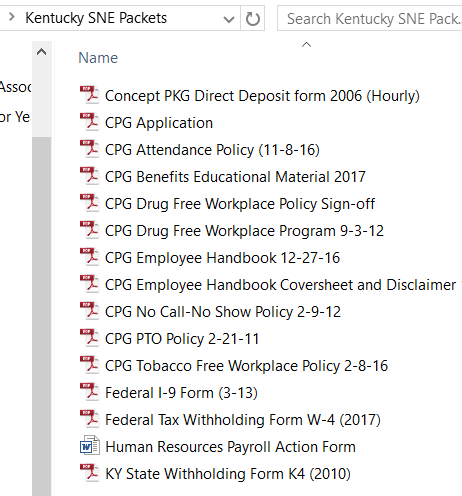 Kentucky SNE Packets
Search Kentucky SNE Pack...
Assoc
or Yea
Name
Concept PKG Direct Deposit form 2006 (Hourly)
CPG Application
CPG Attendance Policy (11-8-16)
CPG Benefits Educational Material 2017
CPG Drug Free Workplace Policy Sign-off
CPG Drug Free Workplace Program 9-3-12
CPG Employee Handbook 12-27-16
CPG Employee Handbook Coversheet and Disclaimer
CPG No Call-No Show Policy 2-9-12
CPG PTO Policy 2-21-11
CPG Tobacco Free Workplace Policy 2-8-16
Federal I-9 Form (3-13)
Federal Tax Withholding Form W-4 (2017)
Human Resources Payroll Action Form
KY State Withholding Form K4 (2010)